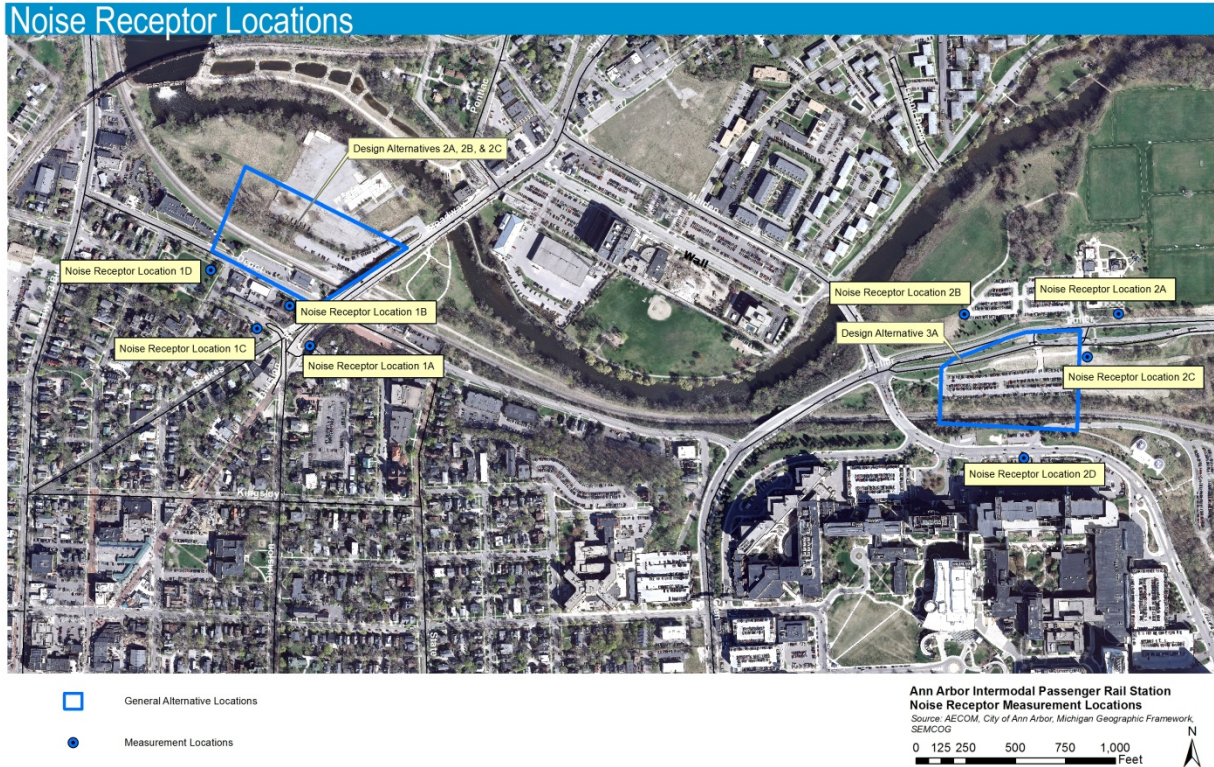 Noise Receptor Locations
Pontiac
Design Alternatives 2A, 2B, & 2C
Wall
Depot
Noise Receptor Location 1D
Noise Receptor Location 2B
Noise Receptor Location 2A
Noise Receptor Location 1B
Fuller
Design Alternative 3A
Noise Receptor Location 1C
Noise Receptor Location 1A
Noise Receptor Location 2C
Noise Receptor Location 2D
Kingsley
General Alternative Locations
Measurement Locations
Ann Arbor Intermodal Passenger Rail Station
Noise Receptor Measurement Locations
Source: AECOM, City of Ann Arbor, Michigan Geographic Framework,
SEMCOG
N
0 125 250 500 750 1,000
Feet